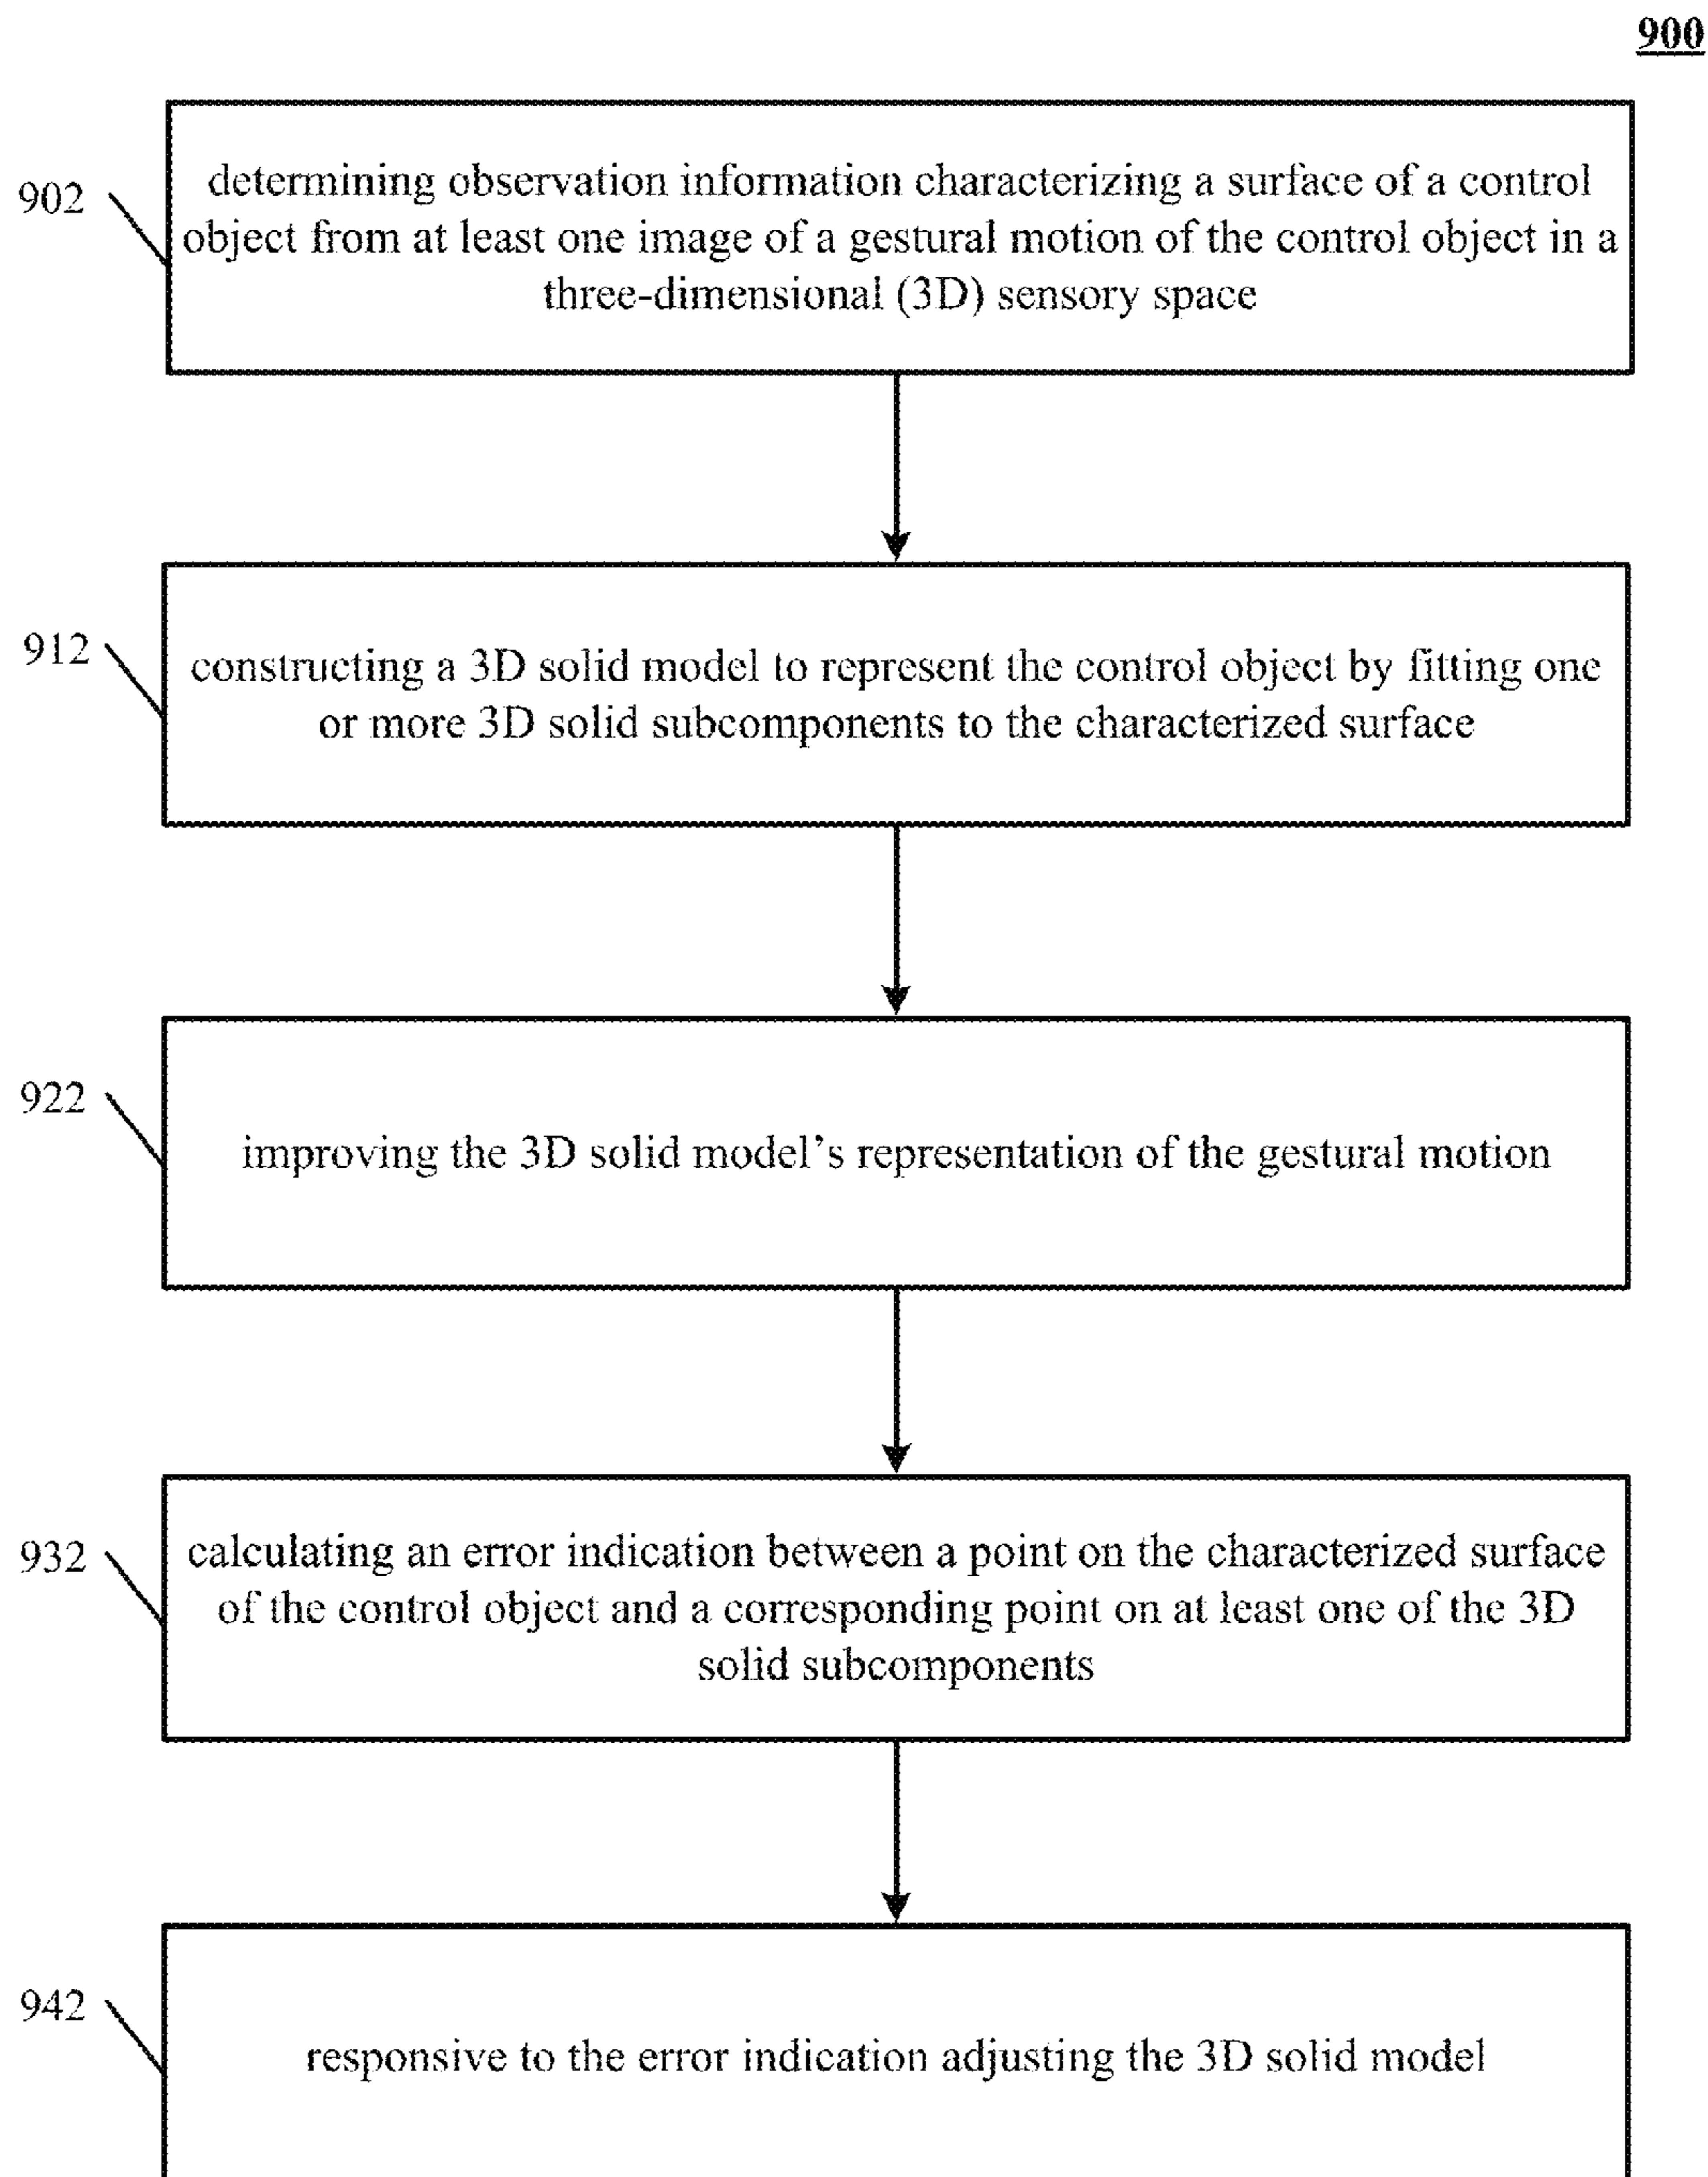 900
902
determining observation information characterizing a surface of a control
object from at least one image of a gestural motion of the control object in a
three-dimensional (3D) sensory space
912
constructing a 3D solid model to represent the control object by fitting one
or more 3D solid subcomponents to the characterized surface
922
improving the 3D solid model’s representation of the gestural motion
932
calculating an error indication between a point on the characterized surface
of the control object and a corresponding point on at least one of the 3D
solid subcomponents
942
responsive to the error indication adjusting the 3D solid model